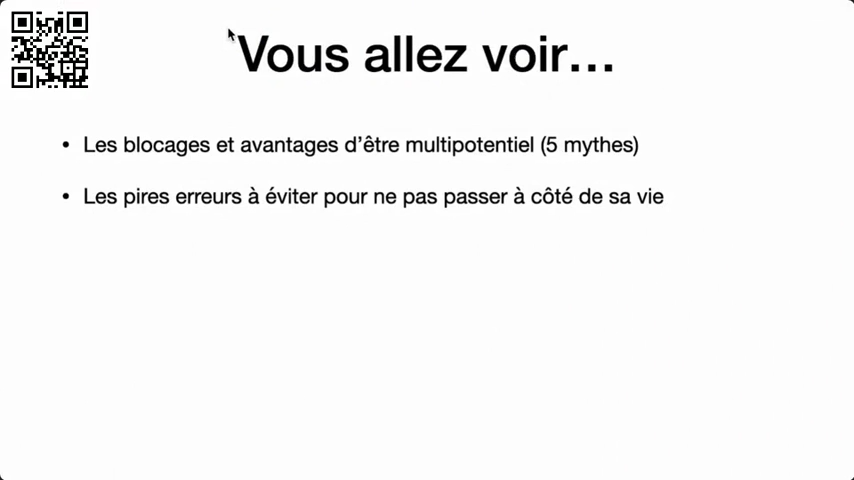 Vous allez voir…
• Les blocages et avantages d’être multipotentiel (5 mythes)
• Les pires erreurs à éviter pour ne pas passer à côté de sa vie